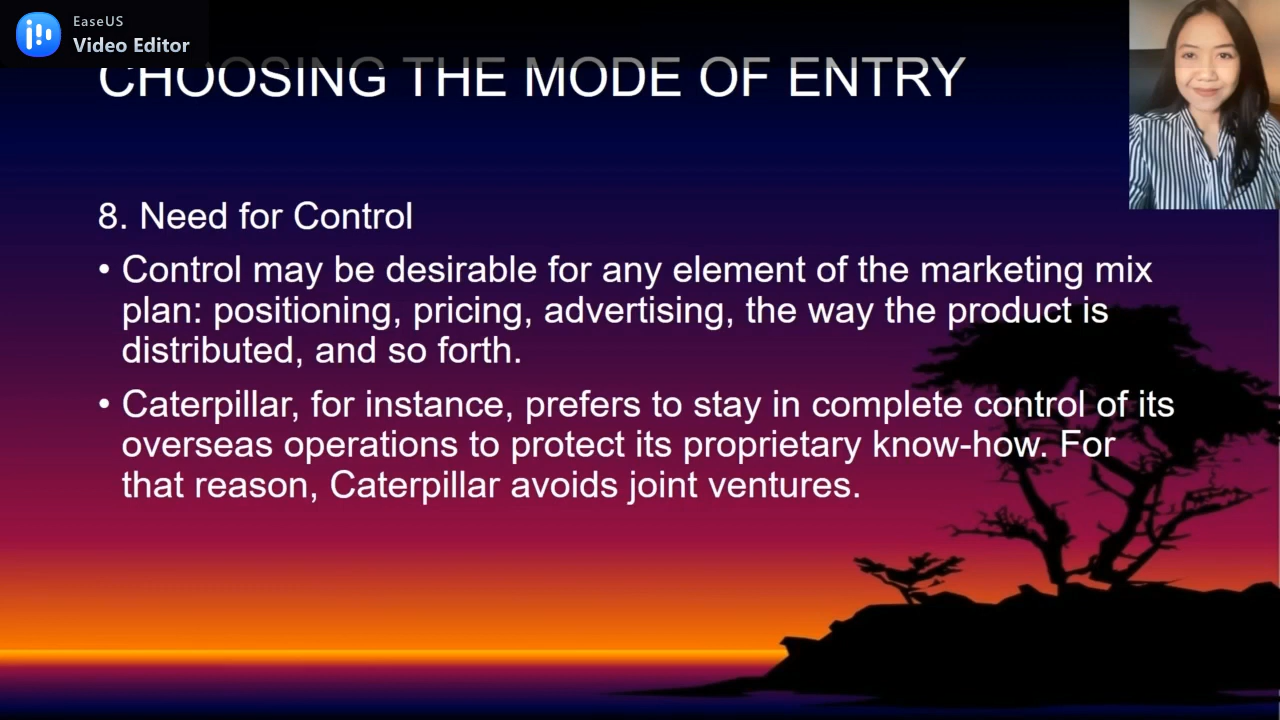 EaseUS
Video Editor
CHOOSING THE MODE OF ENTRY
8. Need for Control
• Control may be desirable for any element of the marketing mix
plan: positioning, pricing, advertising, the way the product is
distributed, and so forth.
• Caterpillar, for instance, prefers to stay in complete control of its
overseas operations to protect its proprietary know-how. For
that reason, Caterpillar avoids joint ventures.